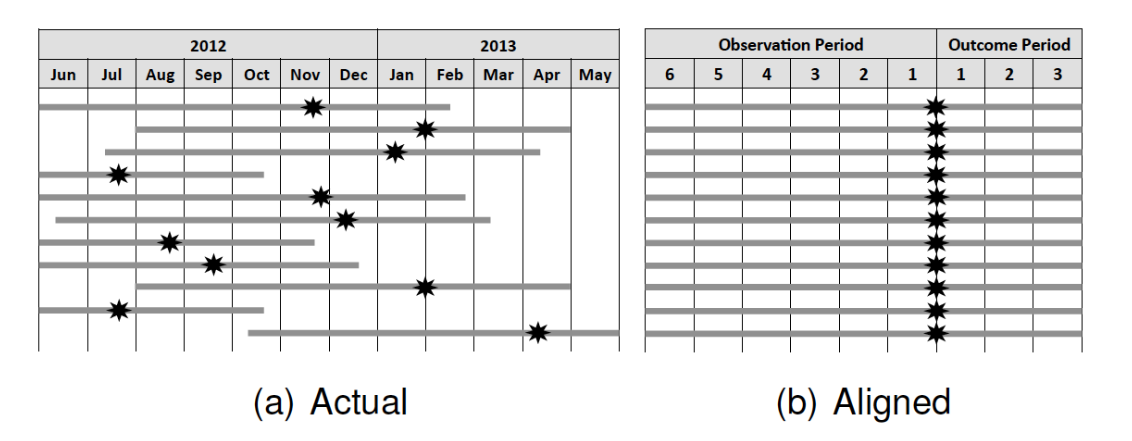 2012 2013
Jun Jul Aug Sep Oct Nov Dec Jan Feb Mar Apr May
(a) Actual
Observation Period Outcome Period
6 5 4 3 2 1 1 2 3
(b) Aligned